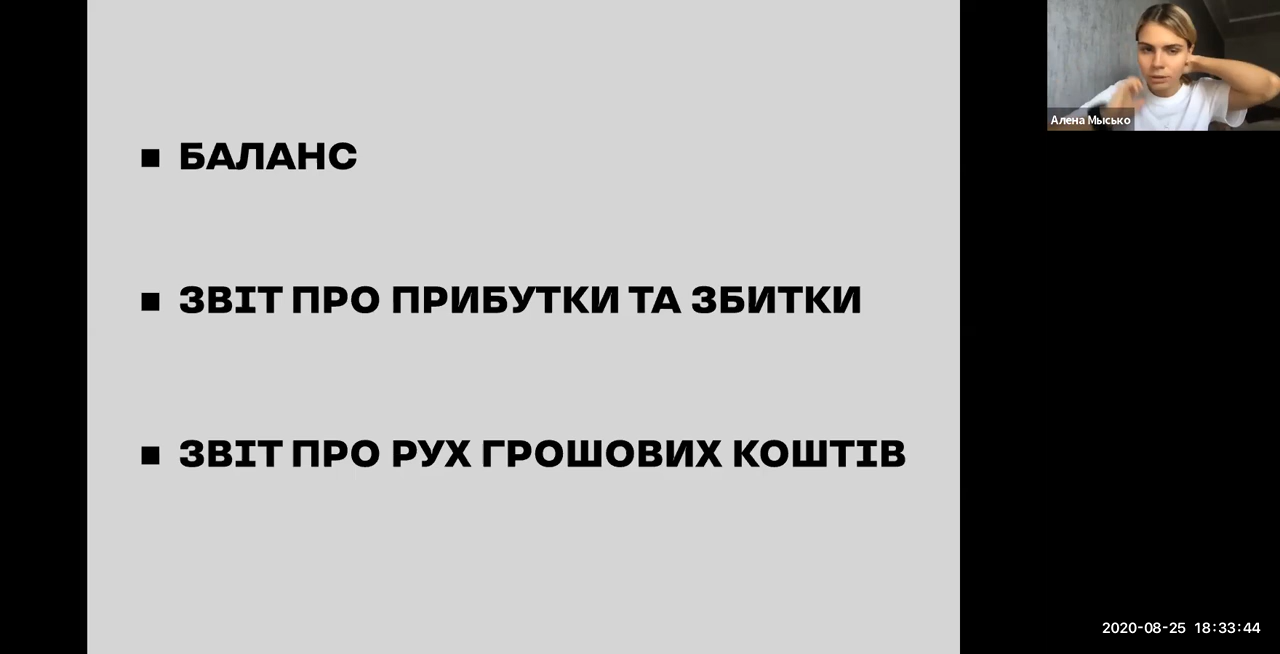 ■ БАЛАНС
■ ЗВІТ ПРО ПРИБУТКИ ТА ЗБИТКИ
■ ЗВІТ ПРО РУХ ГРОШОВИХ КОШТІВ
Алена Мысько
2020-08-25 18:33:44